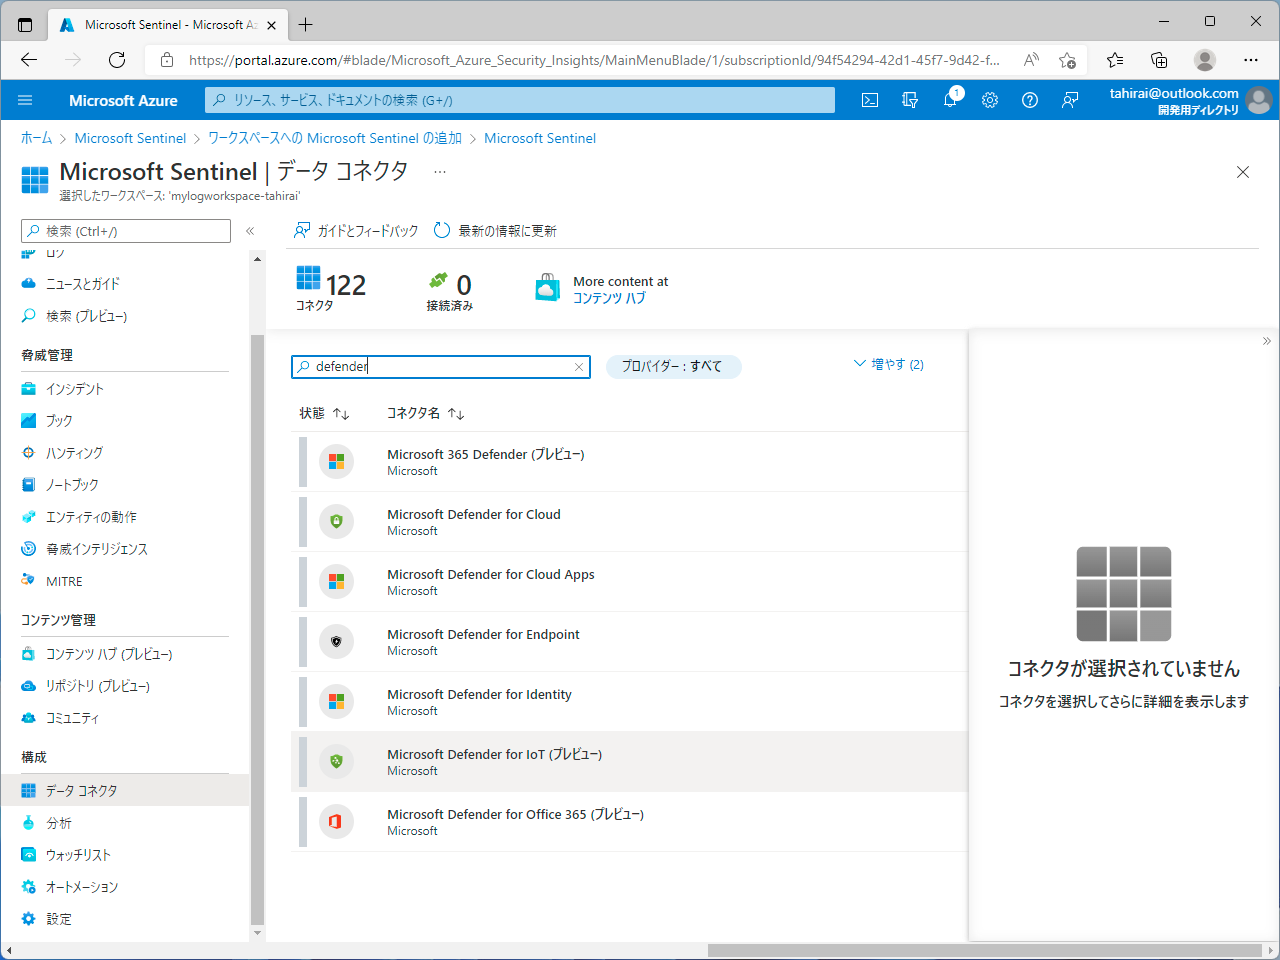 Microsoft Sentinel - Microsoft Az
https://portal.azure.com/#blade/Microsoft_Azure_Security_Insights/MainMenuBlade/1/subscriptionId/94f54294-42d1-45f7-9d42-f...
Microsoft Azure
リソース、サービス、ドキュメントの検索 (G+/)
1
tahirai@outlook.com
開発用ディレクトリ
ホーム > Microsoft Sentinel > ワークスペースへの Microsoft Sentinel の追加 > Microsoft Sentinel
Microsoft Sentinel | データ コネクタ ...
選択したワークスペース: 'mylogworkspace-tahirai'
検索 (Ctrl+/)
«
ログ
ニュースとガイド
検索 (プレビュー)
脅威管理
インシデント
ブック
ハンティング
ノートブック
エンティティの動作
脅威インテリジェンス
MITRE
コンテンツ管理
コンテンツ ハブ (プレビュー)
リポジトリ (プレビュー)
コミュニティ
構成
データ コネクタ
分析
ウォッチリスト
オートメーション
設定
ガイドとフィードバック
最新の情報に更新
122
コネクタ
0
接続済み
More content at
コンテンツ ハブ
defender
プロバイダー : すべて
増やす (2)
状態 ↑↓
コネクタ名 ↑↓
Microsoft 365 Defender (プレビュー)
Microsoft
Microsoft Defender for Cloud
Microsoft
Microsoft Defender for Cloud Apps
Microsoft
Microsoft Defender for Endpoint
Microsoft
Microsoft Defender for Identity
Microsoft
Microsoft Defender for IoT (プレビュー)
Microsoft
Microsoft Defender for Office 365 (プレビュー)
Microsoft
»
コネクタが選択されていません
コネクタを選択してさらに詳細を表示します